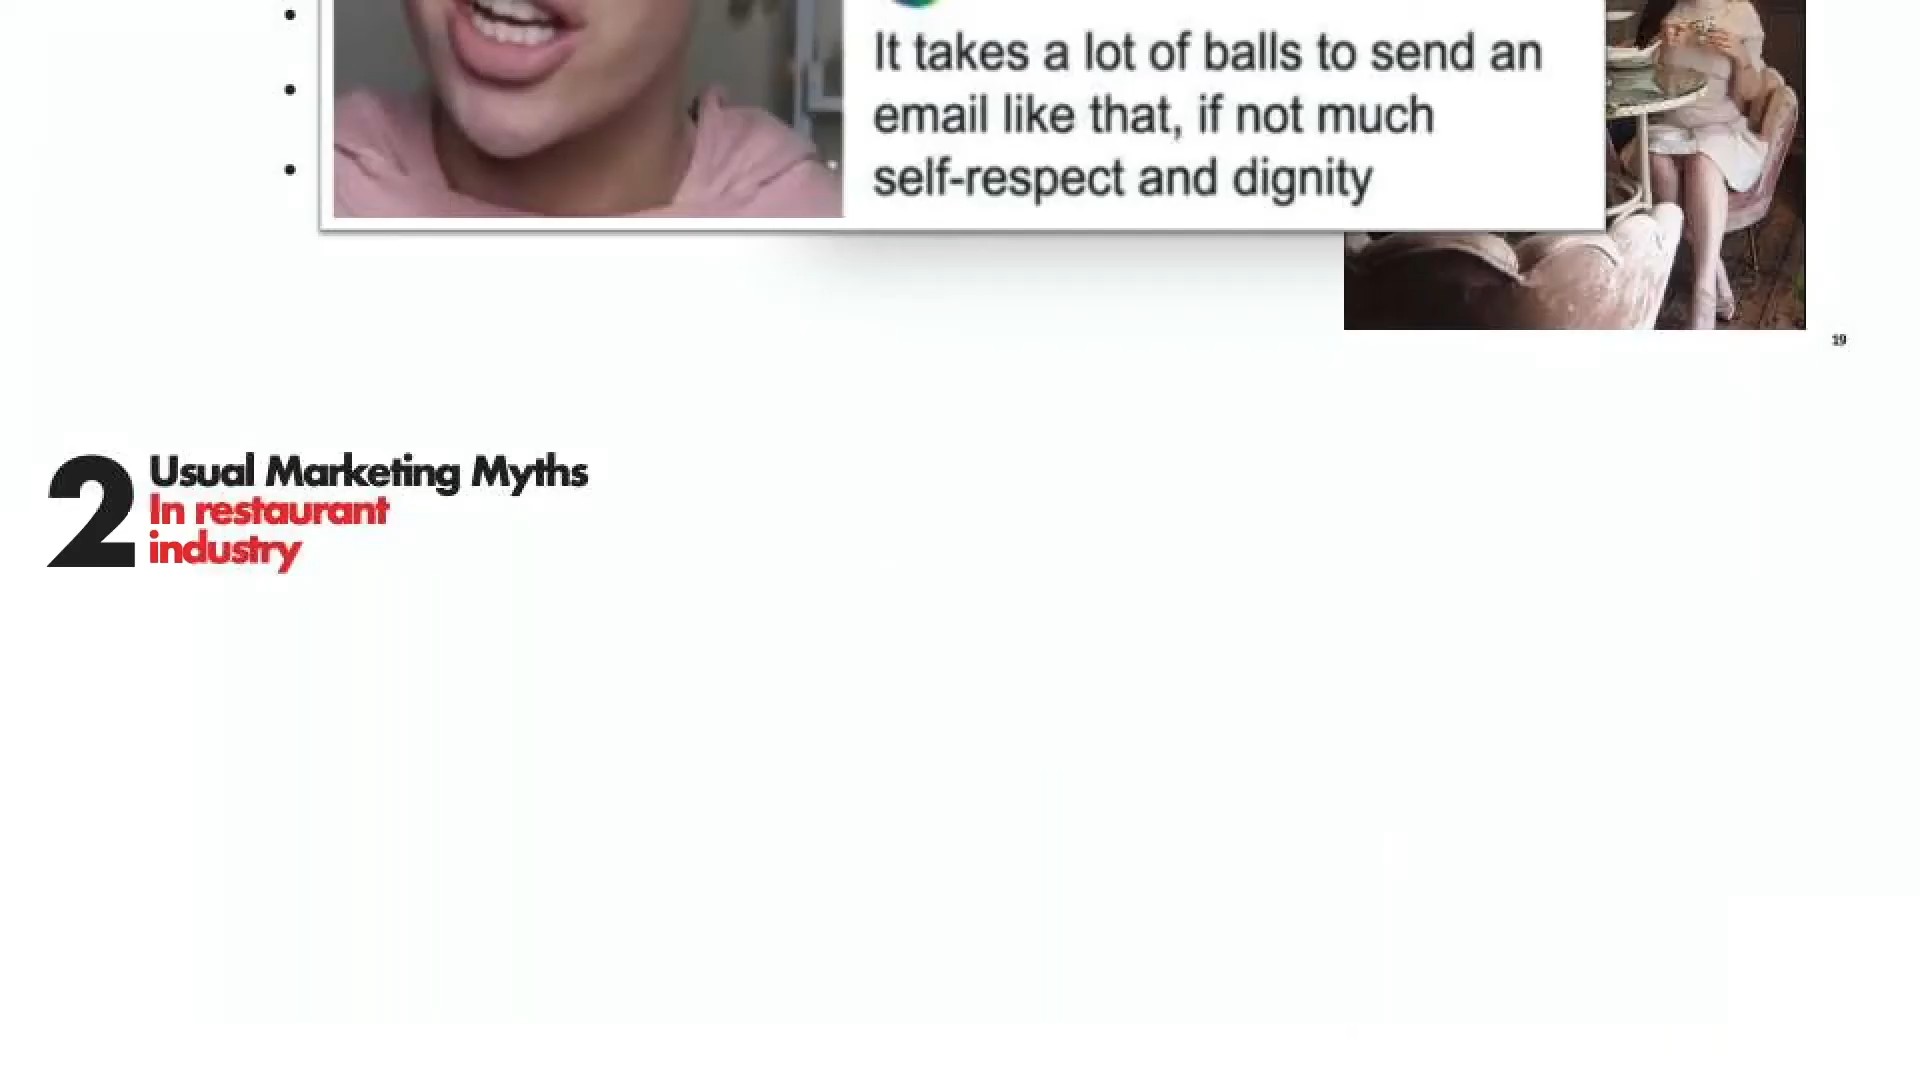 It takes a lot of balls to send an
email like that, if not much
self-respect and dignity
19
2
Usual Marketing Myths
In restaurant
industry